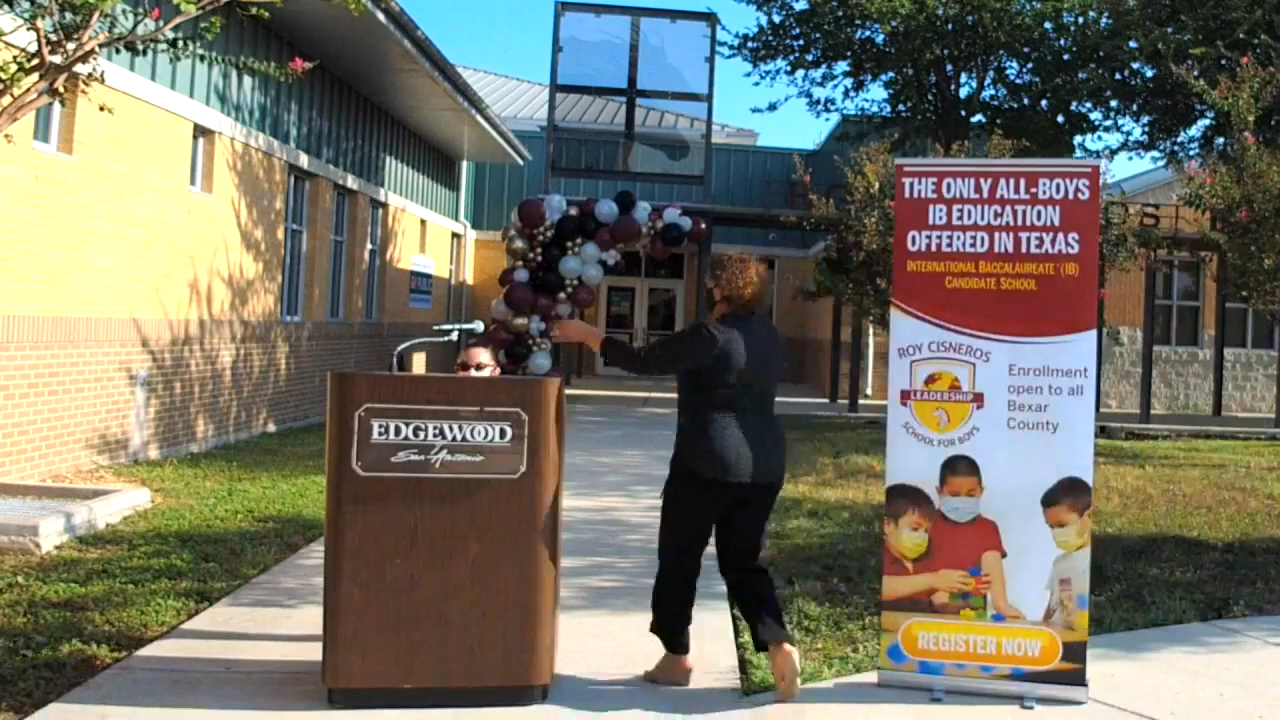 THE ONLY ALL-BOYS
IB EDUCATION
OFFERED IN TEXAS
INTERNATIONAL BACCALAUREATE (IB)
CANDIDATE SCHOOL
ROY CISNEROS
LEADERSHIP
SCHOOL FOR BOYS
Enrollment
open to all
Bexar
County
REGISTER NOW
EDGEWOOD
San Antonio